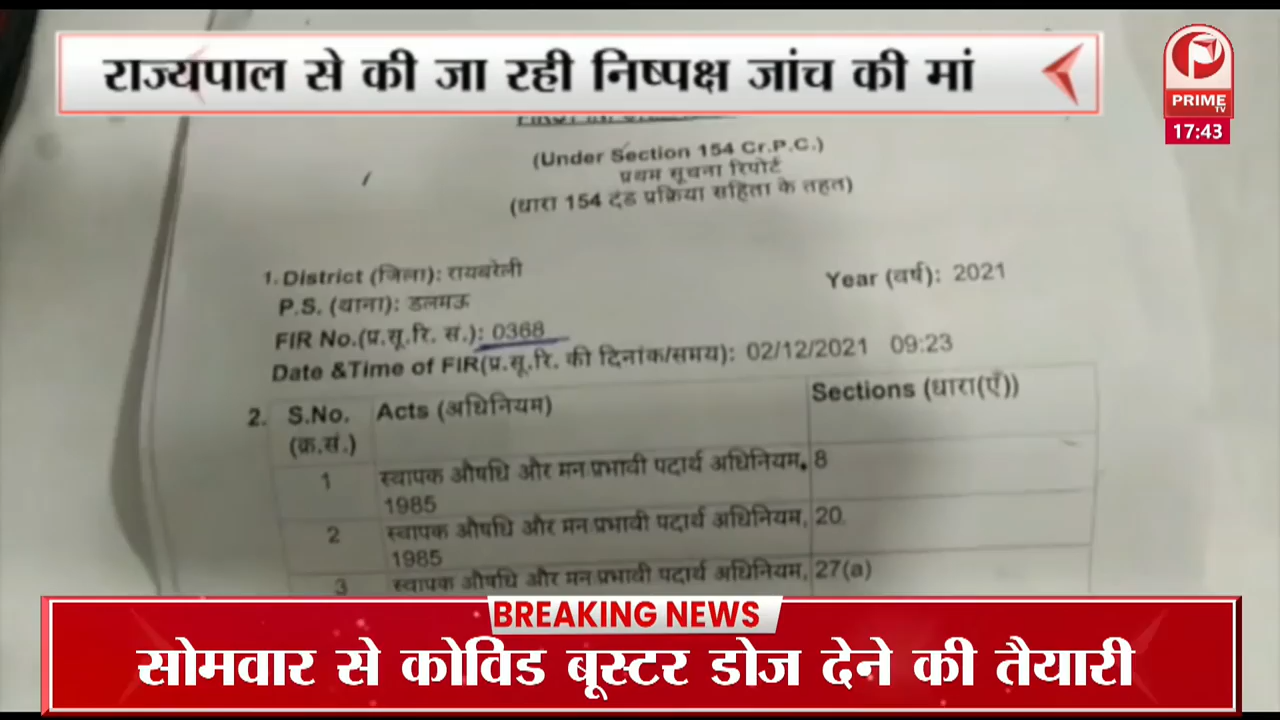 राज्यपाल से की जा रही निष्पक्ष जांच की मां
PRIME
TV
17:43
(Under Section 154 Cr.P.C.)
प्रथम सूचना रिपोर्ट
(धारा 154 दंड प्रक्रिया सहिता के तहत)
1. District (जिला): रायबरेली
Year (वर्ष): 2021
P.S. (थाना): डलमऊ
FIR No.(प्र.सू.रि. स.): 0368
Date &Time of FIR(प्र.सू.रि. की दिनांक/समय): 02/12/2021 09:23
2. S.No. Acts (अधिनियम) Sections (धारा(एँ))
(क्र.सं.)
1 स्वापक औषधि और मन प्रभावी पदार्थ अधिनियम, 8
1985
2 स्वापक औषधि और मन प्रभावी पदार्थ अधिनियम, 20
1985
3 स्वापक औषधि और मन प्रभावी पदार्थ अधिनियम, 27(a)
BREAKING NEWS
सोमवार से कोविड बूस्टर डोज देने की तैयारी